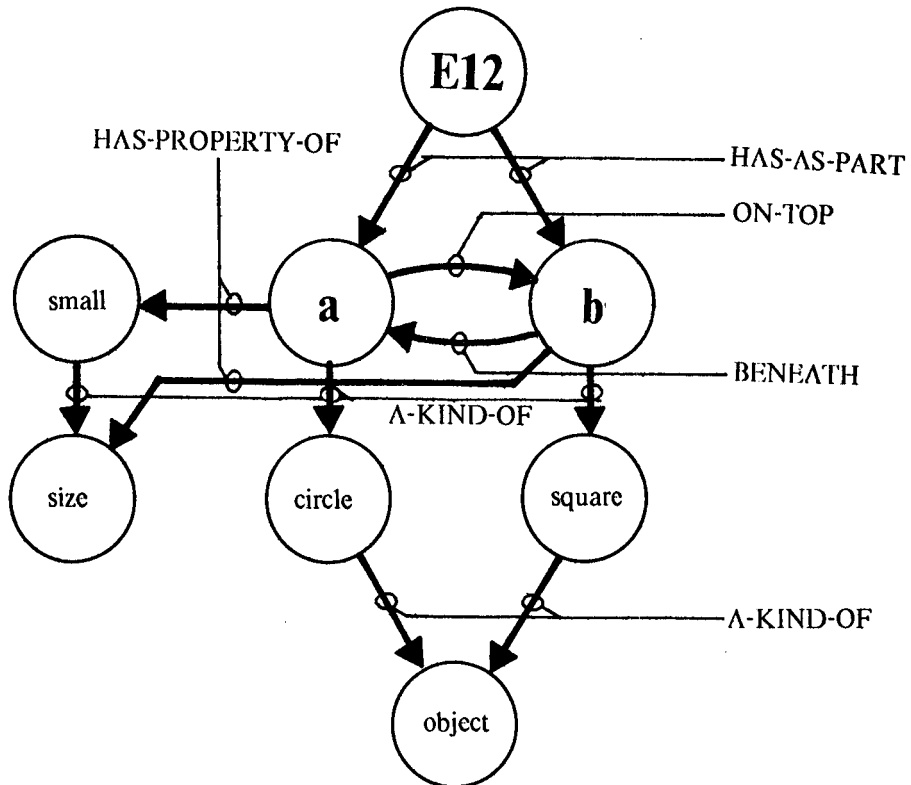 E12
HAS-PROPERTY-OF
HAS-AS-PART
ON-TOP
small
a
b
BENEATH
A-KIND-OF
size
circle
square
A-KIND-OF
object